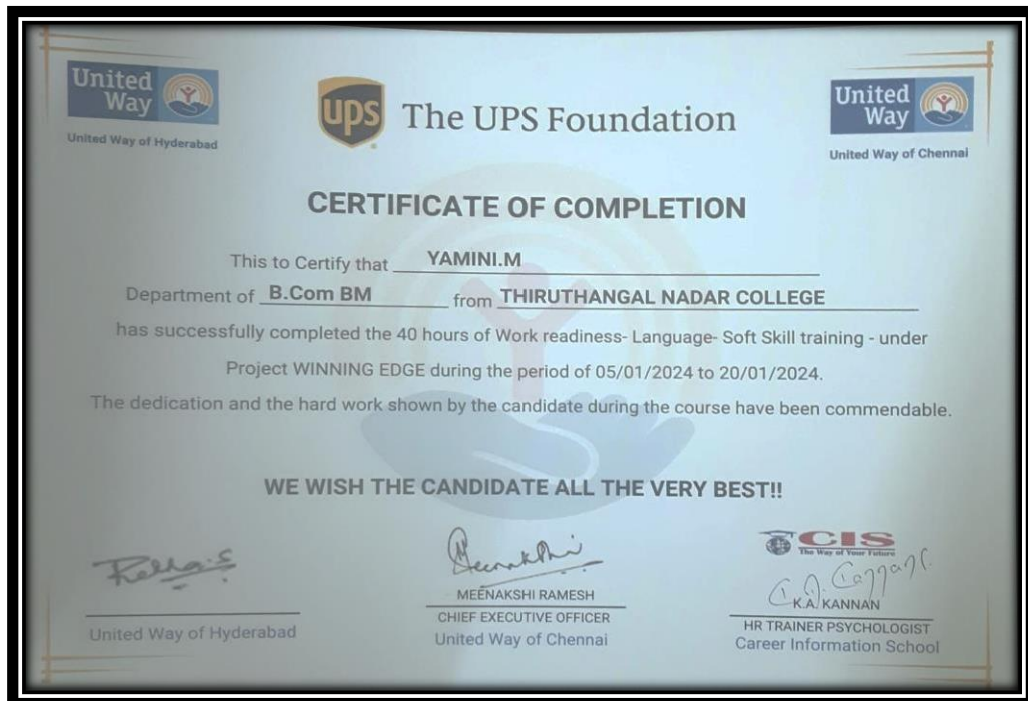 United Way
United Way of Hyderabad
ups
The UPS Foundation
United Way
United Way of Chennai
CERTIFICATE OF COMPLETION
This to Certify that YAMINI.M
Department of B.Com BM from THIRUTHANGAL NADAR COLLEGE
has successfully completed the 40 hours of Work readiness- Language- Soft Skill training - under
Project WINNING EDGE during the period of 05/01/2024 to 20/01/2024.
The dedication and the hard work shown by the candidate during the course have been commendable.
WE WISH THE CANDIDATE ALL THE VERY BEST!!
United Way of Hyderabad
Meenakshi
MEENAKSHI RAMESH
CHIEF EXECUTIVE OFFICER
United Way of Chennai
CIS
The Way of Your Future
K.A. KANNAN
HR TRAINER PSYCHOLOGIST
Career Information School